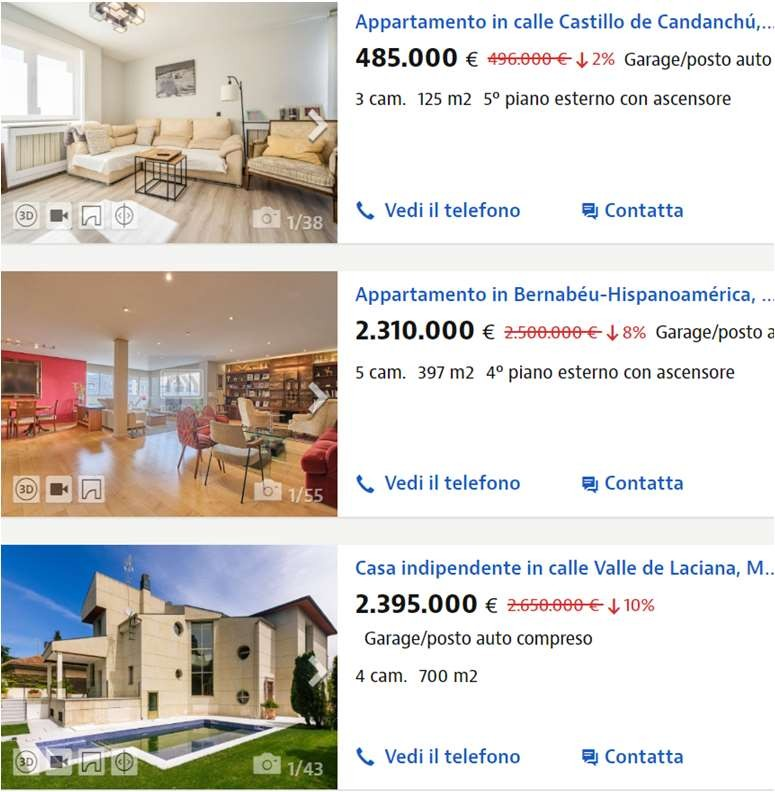 Appartamento in calle Castillo de Candanchú,...
485.000 € 496.000 € 2% Garage/posto auto
3 cam. 125 m2 5º piano esterno con ascensore
3D 1/38
Vedi il telefono Contatta
Appartamento in Bernabéu-Hispanoamérica, ...
2.310.000 € 2.500.000 € 8% Garage/posto a
5 cam. 397 m2 4º piano esterno con ascensore
3D 1/55
Vedi il telefono Contatta
Casa indipendente in calle Valle de Laciana, M...
2.395.000 € 2.650.000 € 10%
Garage/posto auto compreso
4 cam. 700 m2
3D 1/43
Vedi il telefono Contatta